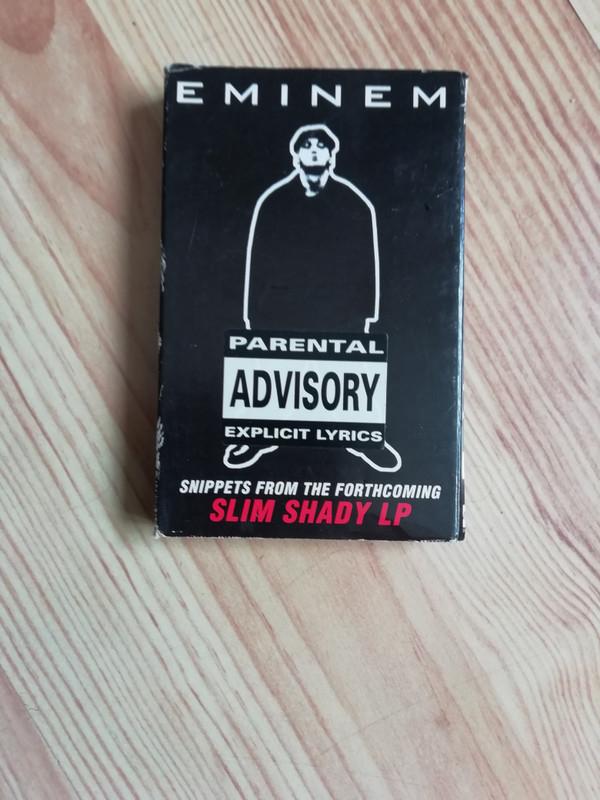 EMINEM
PARENTAL
ADVISORY
EXPLICIT LYRICS
SNIPPETS FROM THE FORTHCOMING
SLIM SHADY LP